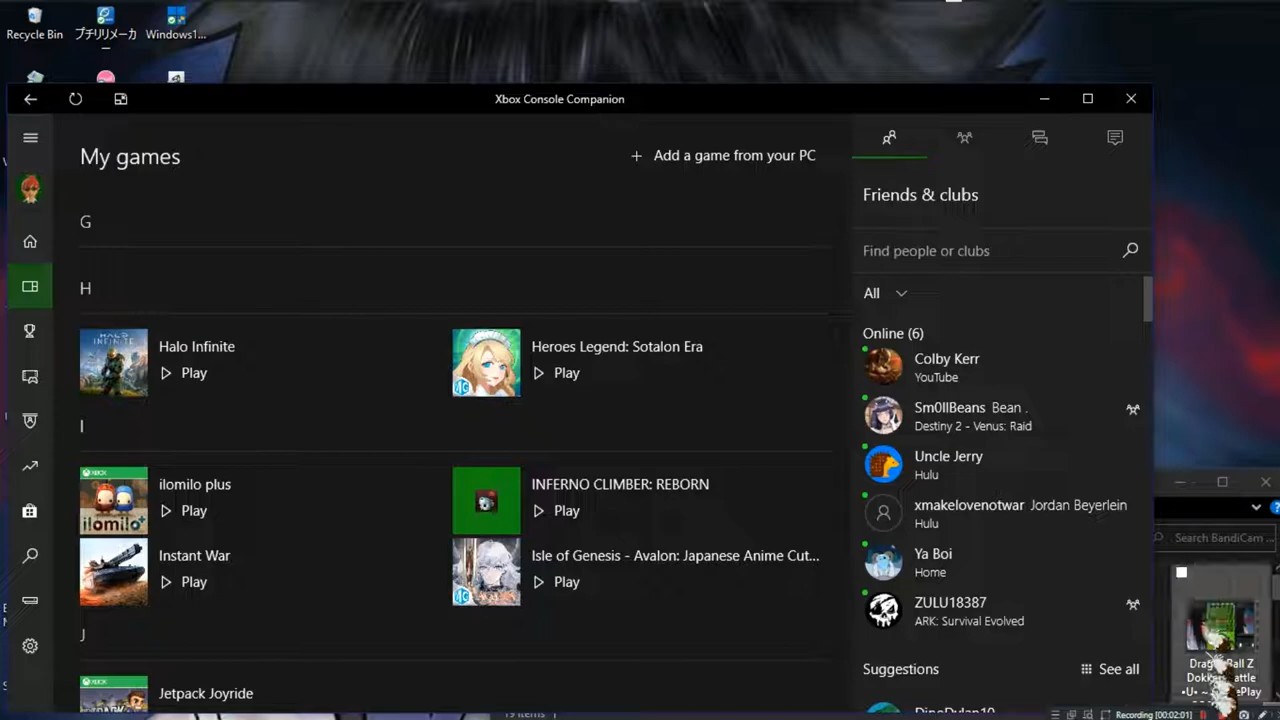 Recycle Bin
プチリリメーカ
Windows1...
Xbox Console Companion
My games
Add a game from your PC
G
H
Halo Infinite
Play
Heroes Legend: Sotalon Era
Play
I
ilomilo plus
Play
INFERNO CLIMBER: REBORN
Play
Instant War
Play
Isle of Genesis - Avalon: Japanese Anime Cut...
Play
J
Jetpack Joyride
Friends & clubs
Find people or clubs
All
Online (6)
Colby Kerr
YouTube
Sm0llBeans Bean .
Destiny 2 - Venus: Raid
Uncle Jerry
Hulu
xmakelovenotwar Jordan Beyerlein
Hulu
Ya Boi
Home
ZULU18387
ARK: Survival Evolved
Suggestions
See all
DinoDylan10
Search BandiCam ...
19 items
Recording [00:02:01]